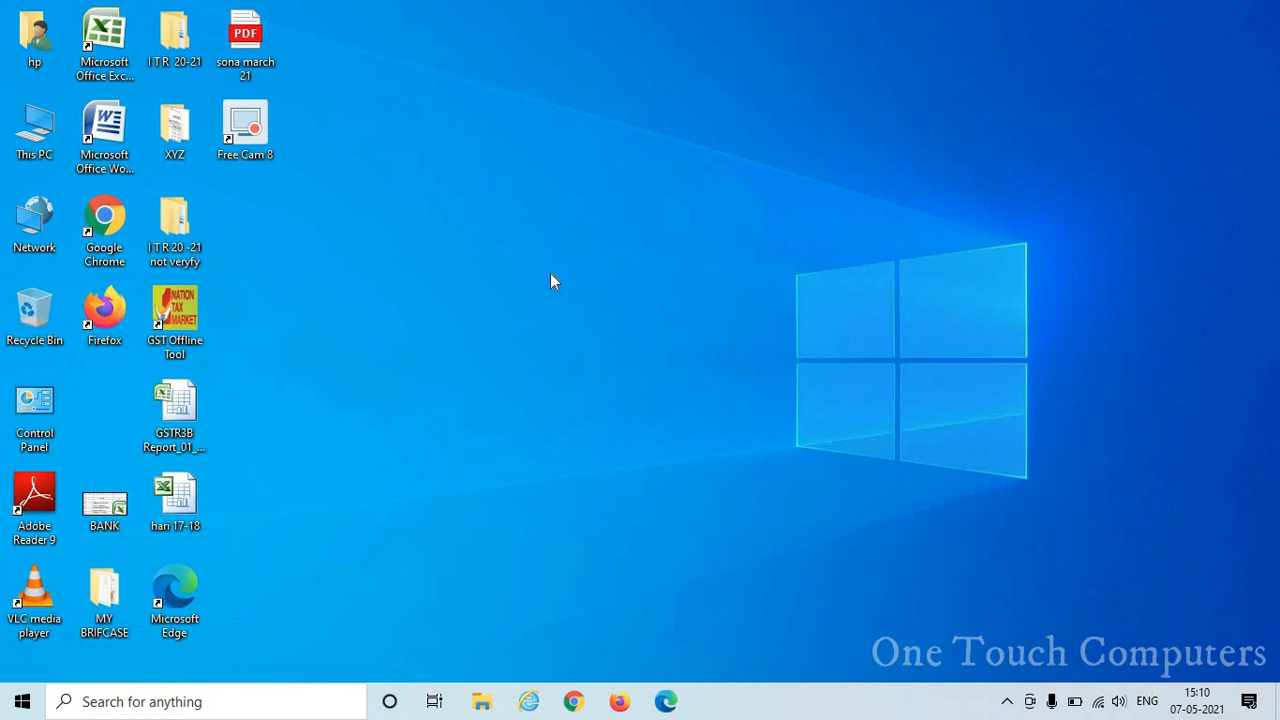 hp
Microsoft
Office Exc...
I T R 20-21
PDF
sona march
21
This PC
Microsoft
Office Wo...
XYZ
Free Cam 8
Network
Google
Chrome
I T R 20 -21
not veryfy
Recycle Bin
Firefox
NATION
TAX
MARKET
GST Offline
Tool
Control
Panel
GSTR3B
Report_01_...
Adobe
Reader 9
BANK
hari 17-18
VLC media
player
MY
BRIFCASE
Microsoft
Edge
One Touch Computers
Search for anything
ENG
15:10
07-05-2021